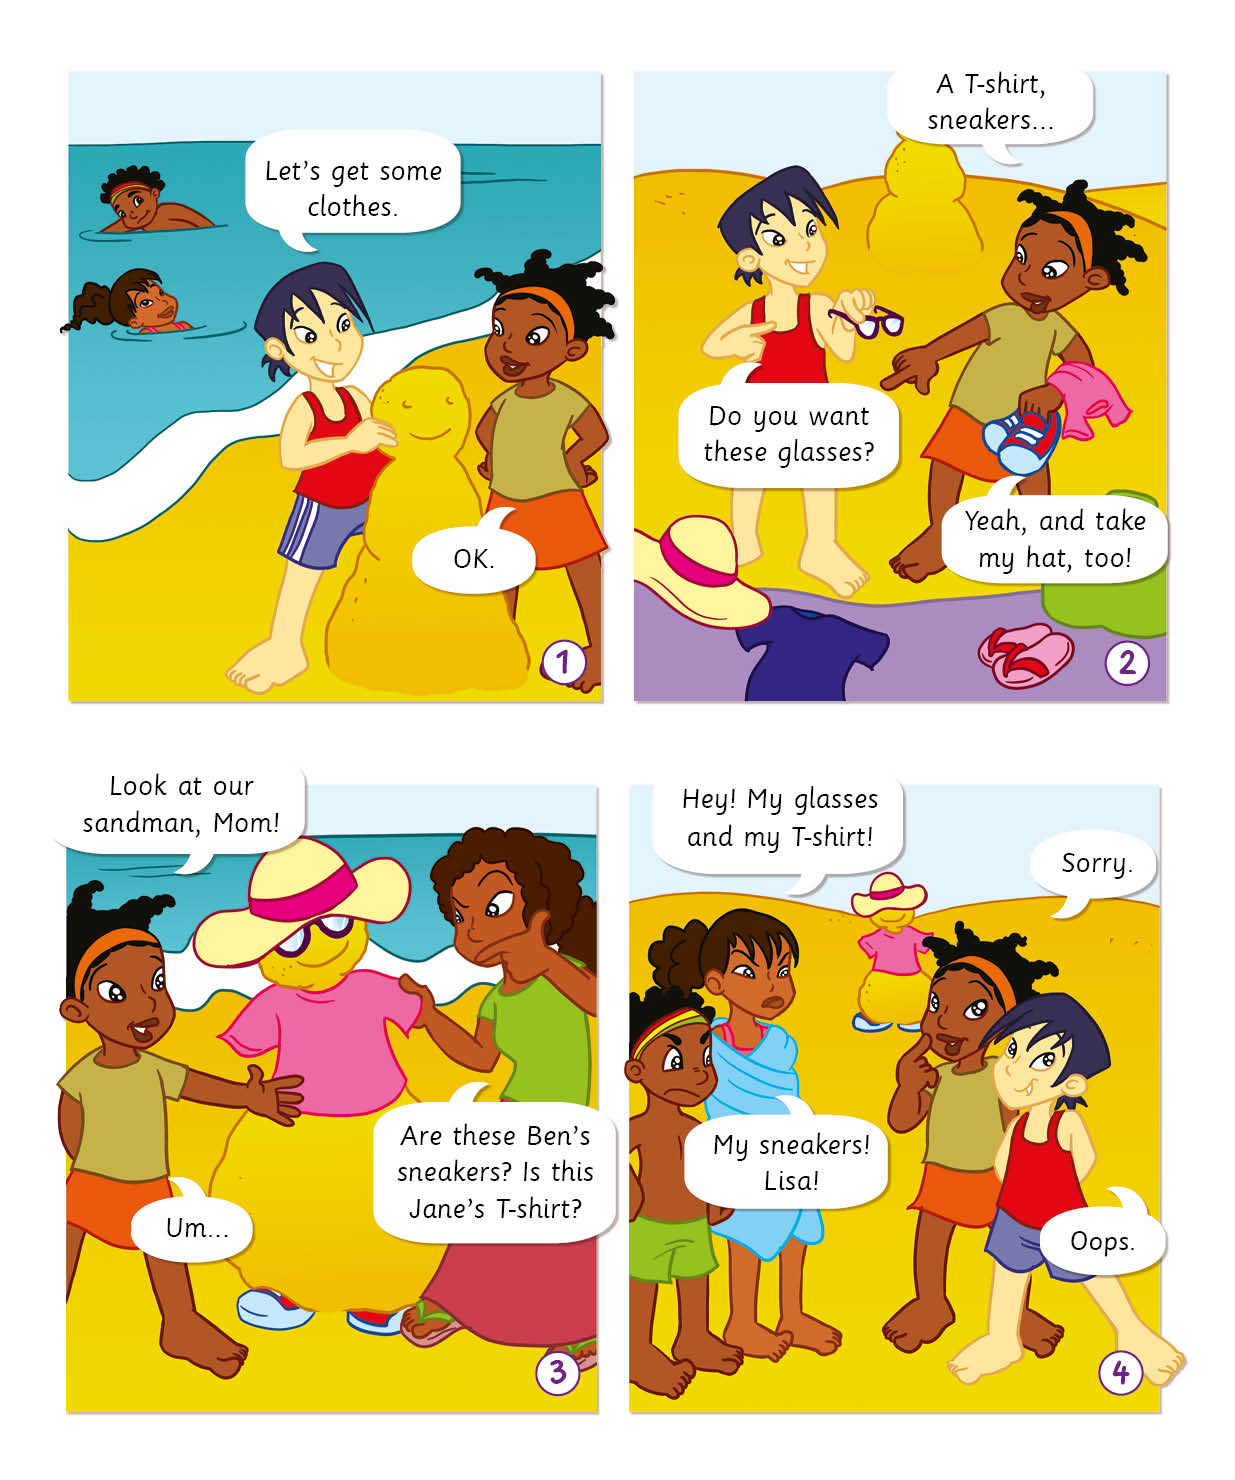 Let's get some
clothes.
OK.
1
A T-shirt,
sneakers...
Do you want
these glasses?
Yeah, and take
my hat, too!
2
Look at our
sandman, Mom!
Are these Ben's
sneakers? Is this
Jane's T-shirt?
Um...
3
Hey! My glasses
and my T-shirt!
Sorry.
My sneakers!
Lisa!
Oops.
4